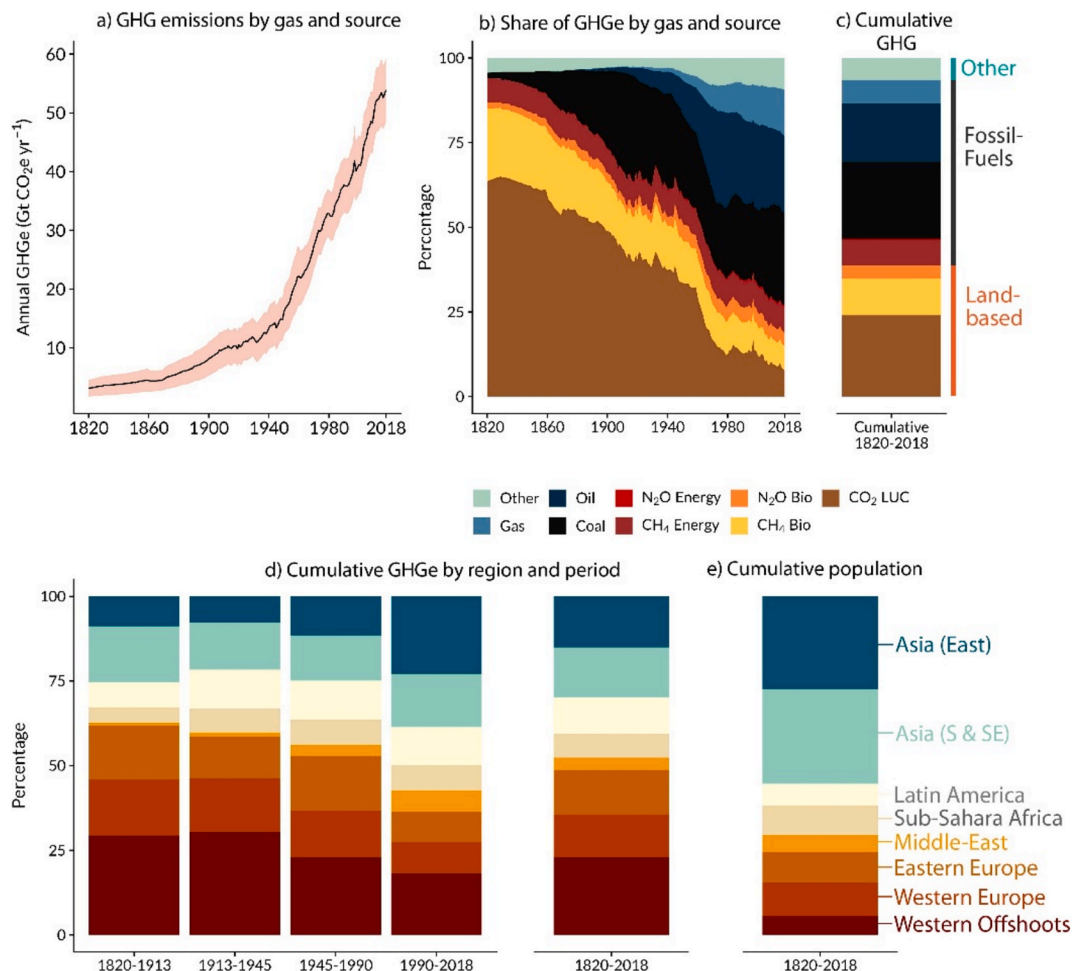 a) GHG emissions by gas and source
b) Share of GHGe by gas and source
c) Cumulative
GHG
Annual GHGe (Gt CO₂e yr⁻¹)
60
50
40
30
20
10
1820
1860
1900
1940
1980
2018
Percentage
100
75
50
25
0
1820
1860
1900
1940
1980
2018
Cumulative
1820-2018
Other
Fossil-
Fuels
Land-
based
Other
Oil
N₂O Energy
N₂O Bio
CO₂ LUC
Gas
Coal
CH₄ Energy
CH₄ Bio
d) Cumulative GHGe by region and period
e) Cumulative population
Percentage
100
75
50
25
0
1820-1913
1913-1945
1945-1990
1990-2018
1820-2018
1820-2018
Asia (East)
Asia (S & SE)
Latin America
Sub-Sahara Africa
Middle-East
Eastern Europe
Western Europe
Western Offshoots